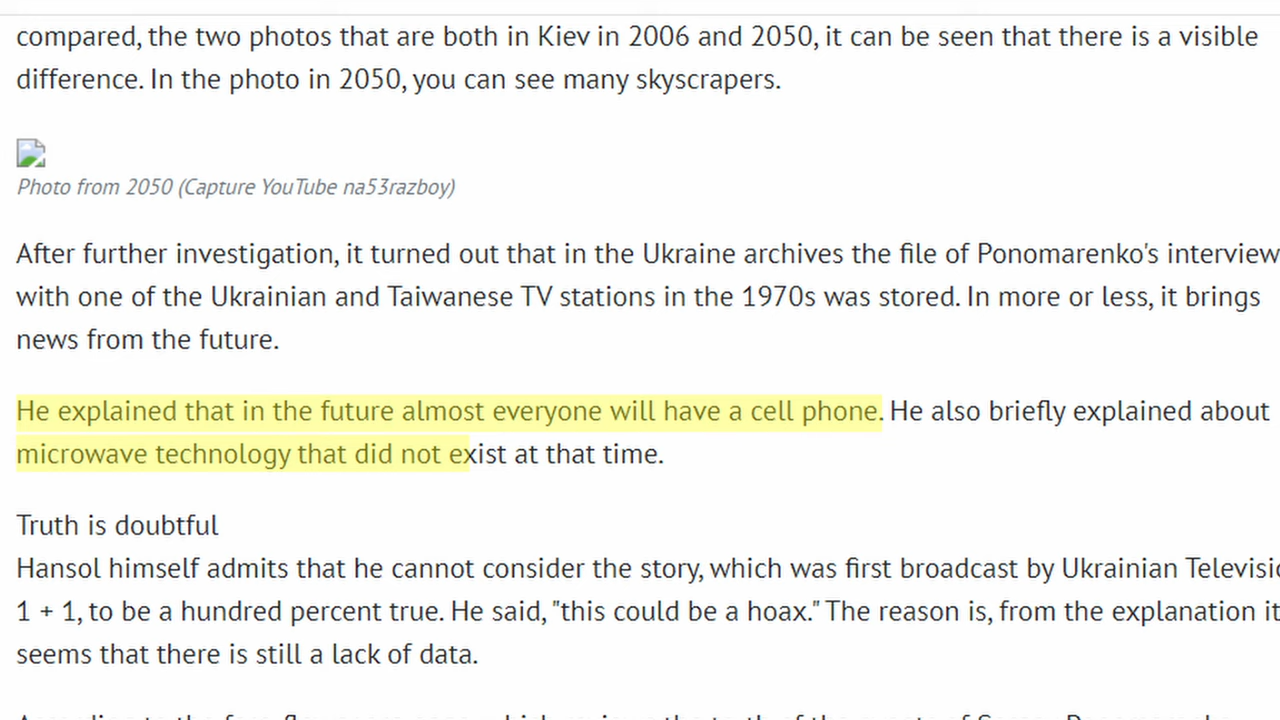 compared, the two photos that are both in Kiev in 2006 and 2050, it can be seen that there is a visible
difference. In the photo in 2050, you can see many skyscrapers.
Photo from 2050 (Capture YouTube na53razboy)
After further investigation, it turned out that in the Ukraine archives the file of Ponomarenko's interview
with one of the Ukrainian and Taiwanese TV stations in the 1970s was stored. In more or less, it brings
news from the future.
He explained that in the future almost everyone will have a cell phone. He also briefly explained about
microwave technology that did not exist at that time.
Truth is doubtful
Hansol himself admits that he cannot consider the story, which was first broadcast by Ukrainian Televisi
1 + 1, to be a hundred percent true. He said, "this could be a hoax." The reason is, from the explanation it
seems that there is still a lack of data.